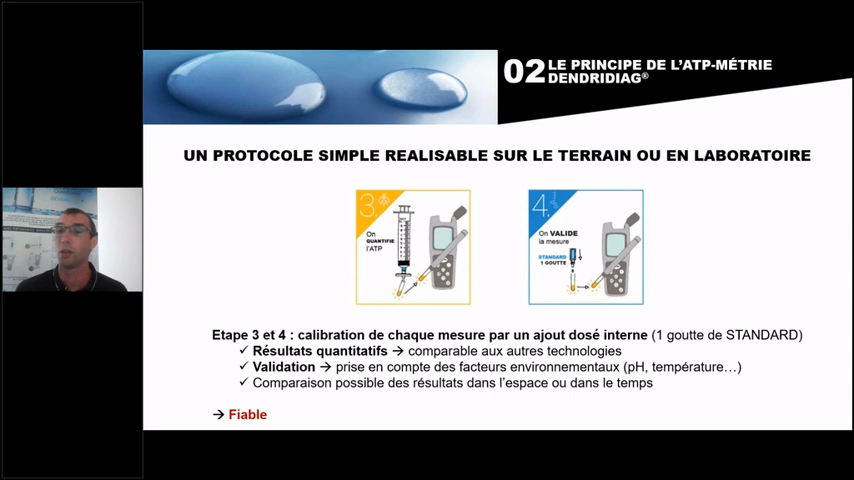 02 LE PRINCIPE DE L'ATP-MÉTRIE
DENDRIDIAG®
UN PROTOCOLE SIMPLE REALISABLE SUR LE TERRAIN OU EN LABORATOIRE
3.
On
QUANTIFIE
l'ATP
4.
On VALIDE
la mesure
STANDARD
1 GOUTTE
Etape 3 et 4 : calibration de chaque mesure par un ajout dosé interne (1 goutte de STANDARD)
✓ Résultats quantitatifs → comparable aux autres technologies
✓ Validation → prise en compte des facteurs environnementaux (pH, température…)
✓ Comparaison possible des résultats dans l'espace ou dans le temps
→ Fiable